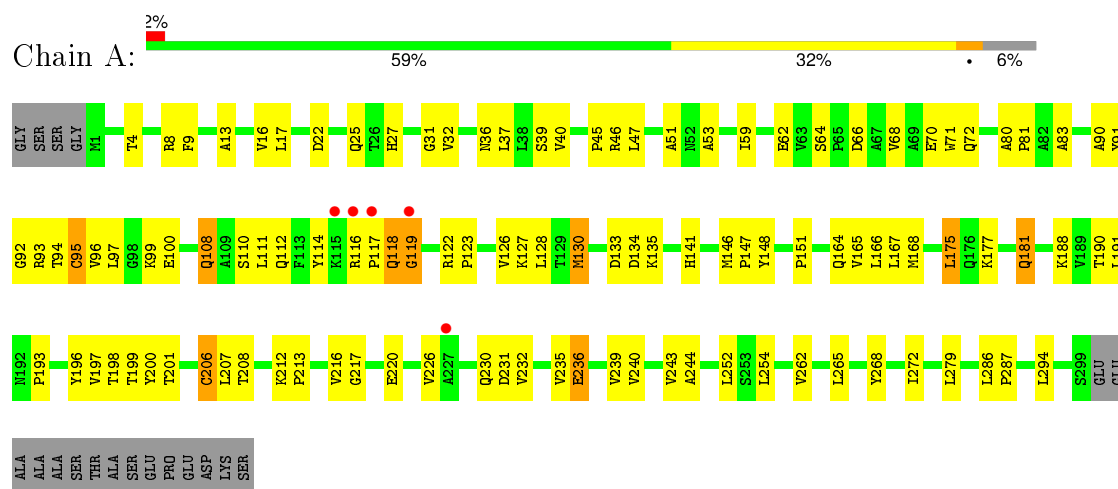 2%
Chain A:
59% 32% • 6%
GLY SER SER GLY M1 T4 R8 F9 A13 V16 L17 D22 Q25 T26 H27 G31 V32 N36 L37 L38 S39 V40 P45 R46 L47 A51 N52 A53 I59 E62 V63 S64 P65 D66 A67 V68 A69 E70 W71 Q72 A80 P81 A82 A83 A90 Y91
G92 R93 T94 C95 V96 L97 G98 K99 E100 Q108 A109 S110 L111 Q112 F113 Y114 K115 R116 P117 Q118 G119 R122 P123 V126 K127 L128 T129 M130 D133 D134 K135 H141 M146 P147 Y148 P151 Q164 V165 L166 L167 M168 L175 Q176 K177 Q181 K188 V189 T190 L191
N192 P193 Y196 V197 T198 T199 Y200 T201 C206 L207 T208 K212 P213 V216 G217 E220 V226 A227 Q230 D231 V232 V235 E236 V239 V240 V243 A244 L252 S253 L254 V262 L265 Y268 I272 L279 L286 P287 L294 S299 GLU GLU
ALA ALA ALA SER THR ALA SER GLU PRO GLU ASP LYS SER